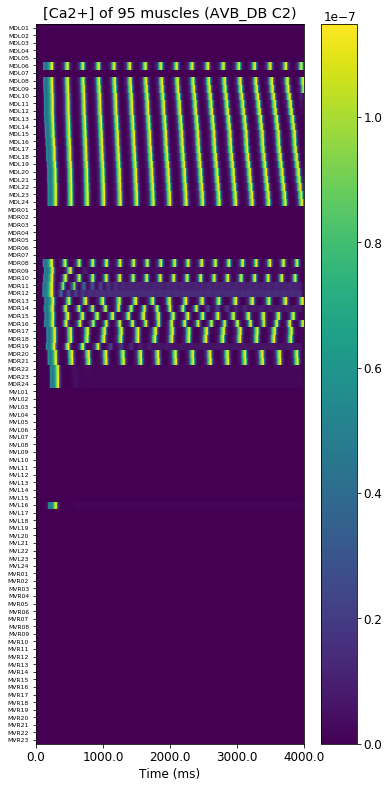 [Ca2+] of 95 muscles (AVB_DB C2)
1e−7
MDL01
MDL02
MDL03
MDL04
MDL05
MDL06
MDL07
MDL08
MDL09
MDL10
MDL11
MDL12
MDL13
MDL14
MDL15
MDL16
MDL17
MDL18
MDL19
MDL20
MDL21
MDL22
MDL23
MDL24
MDR01
MDR02
MDR03
MDR04
MDR05
MDR06
MDR07
MDR08
MDR09
MDR10
MDR11
MDR12
MDR13
MDR14
MDR15
MDR16
MDR17
MDR18
MDR19
MDR20
MDR21
MDR22
MDR23
MDR24
MVL01
MVL02
MVL03
MVL04
MVL05
MVL06
MVL07
MVL08
MVL09
MVL10
MVL11
MVL12
MVL13
MVL14
MVL15
MVL16
MVL17
MVL18
MVL19
MVL20
MVL21
MVL22
MVL23
MVL24
MVR01
MVR02
MVR03
MVR04
MVR05
MVR06
MVR07
MVR08
MVR09
MVR10
MVR11
MVR12
MVR13
MVR14
MVR15
MVR16
MVR17
MVR18
MVR19
MVR20
MVR21
MVR22
MVR23
1.0
0.8
0.6
0.4
0.2
0.0
0.0 1000.0 2000.0 3000.0 4000.0
Time (ms)